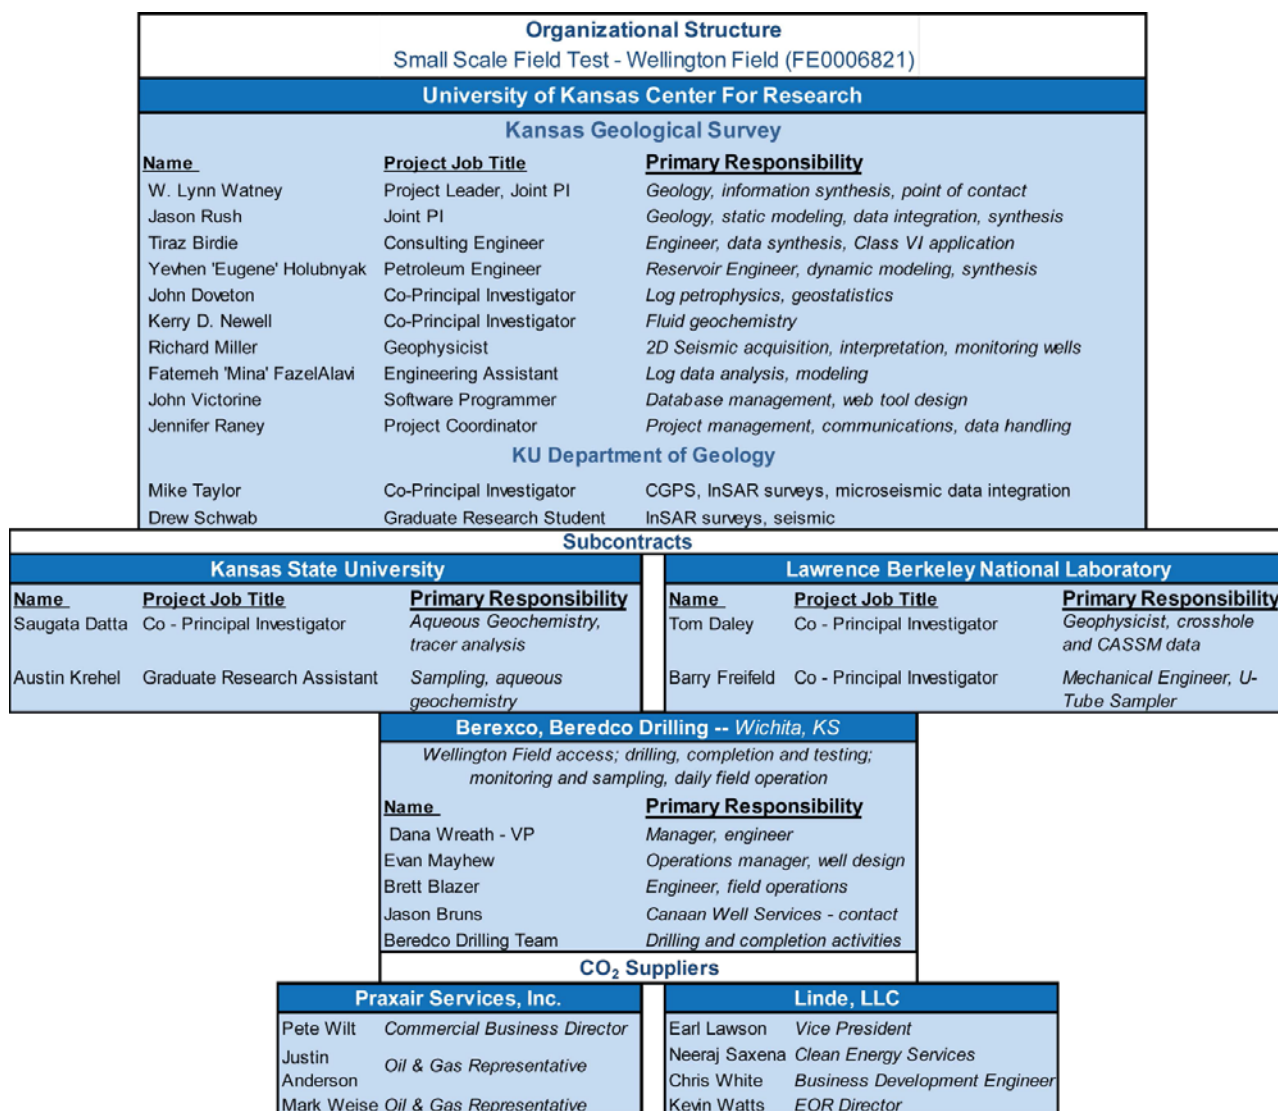 Organizational Structure
Small Scale Field Test - Wellington Field (FE0006821)
University of Kansas Center For Research
Kansas Geological Survey
Name Project Job Title Primary Responsibility
W. Lynn Watney Project Leader, Joint PI Geology, information synthesis, point of contact
Jason Rush Joint PI Geology, static modeling, data integration, synthesis
Tiraz Birdie Consulting Engineer Engineer, data synthesis, Class VI application
Yevhen 'Eugene' Holubnyak Petroleum Engineer Reservoir Engineer, dynamic modeling, synthesis
John Doveton Co-Principal Investigator Log petrophysics, geostatistics
Kerry D. Newell Co-Principal Investigator Fluid geochemistry
Richard Miller Geophysicist 2D Seismic acquisition, interpretation, monitoring wells
Fatemeh 'Mina' FazelAlavi Engineering Assistant Log data analysis, modeling
John Victorine Software Programmer Database management, web tool design
Jennifer Raney Project Coordinator Project management, communications, data handling
KU Department of Geology
Mike Taylor Co-Principal Investigator CGPS, InSAR surveys, microseismic data integration
Drew Schwab Graduate Research Student InSAR surveys, seismic
Subcontracts
Kansas State University
Name Project Job Title Primary Responsibility
Saugata Datta Co - Principal Investigator Aqueous Geochemistry,
tracer analysis
Austin Krehel Graduate Research Assistant Sampling, aqueous
geochemistry
Lawrence Berkeley National Laboratory
Name Project Job Title Primary Responsibility
Tom Daley Co - Principal Investigator Geophysicist, crosshole
and CASSM data
Barry Freifeld Co - Principal Investigator Mechanical Engineer, U-
Tube Sampler
Berexco, Beredco Drilling -- Wichita, KS
Wellington Field access; drilling, completion and testing;
monitoring and sampling, daily field operation
Name Primary Responsibility
Dana Wreath - VP Manager, engineer
Evan Mayhew Operations manager, well design
Brett Blazer Engineer, field operations
Jason Bruns Canaan Well Services - contact
Beredco Drilling Team Drilling and completion activities
CO₂ Suppliers
Praxair Services, Inc.
Pete Wilt Commercial Business Director
Justin
Anderson Oil & Gas Representative
Mark Weise Oil & Gas Representative
Linde, LLC
Earl Lawson Vice President
Neeraj Saxena Clean Energy Services
Chris White Business Development Engineer
Kevin Watts EOR Director